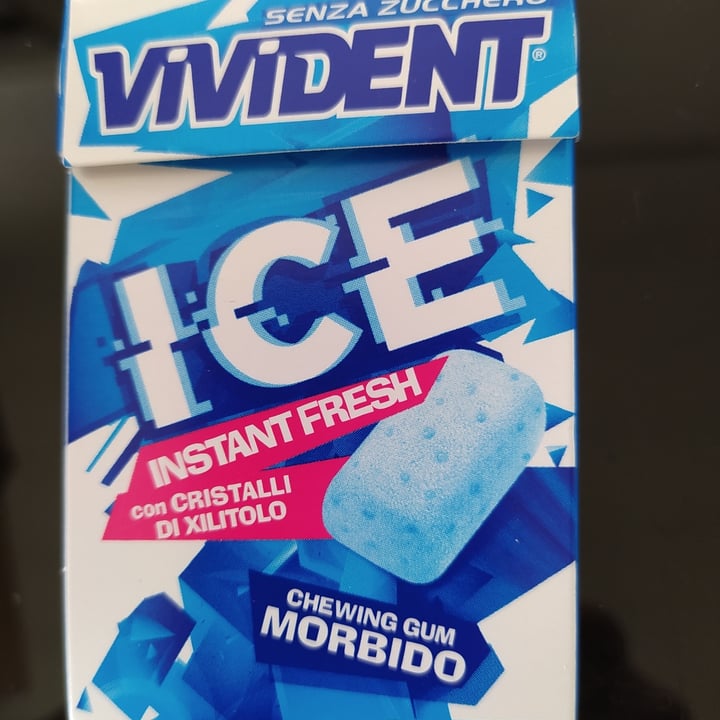 SENZA ZUCCHERO
VIVIDENT®
ICE
INSTANT FRESH
con CRISTALLI
DI XILITOLO
CHEWING GUM
MORBIDO